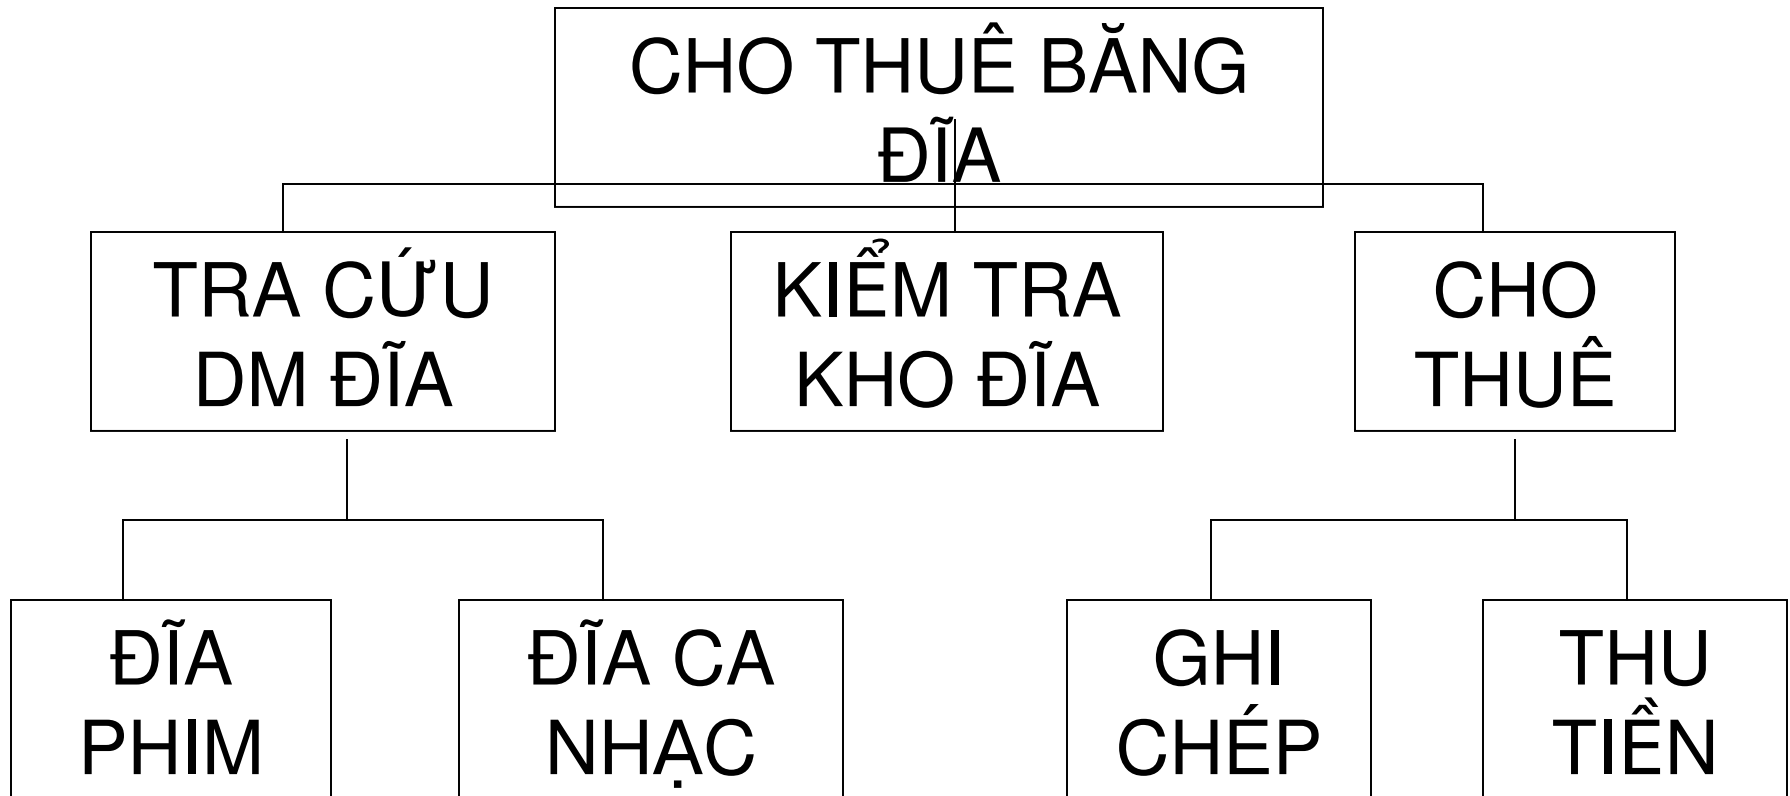 CHO THUÊ BĂNG
ĐĨA
TRA CỨU
DM ĐĨA
KIỂM TRA
KHO ĐĨA
CHO
THUÊ
ĐĨA
PHIM
ĐĨA CA
NHẠC
GHI
CHÉP
THU
TIỀN